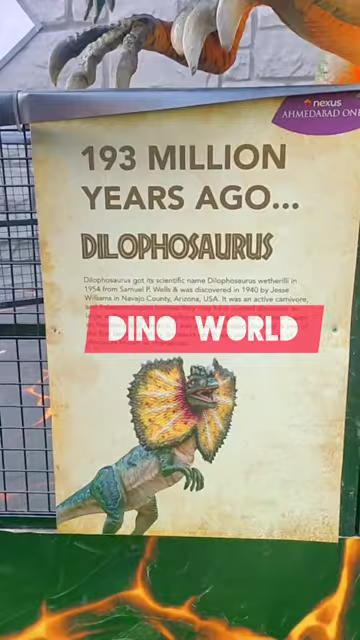 nexus
AHMEDABAD ONE
193 MILLION
YEARS AGO...
DILOPHOSAURUS
Dilophosaurus got its scientific name Dilophosaurus wetherilli in
1954 from Samuel P. Wells & was discovered in 1940 by Jesse
Williams in Navajo County, Arizona, USA. It was an active carnivore,
DINO WORLD